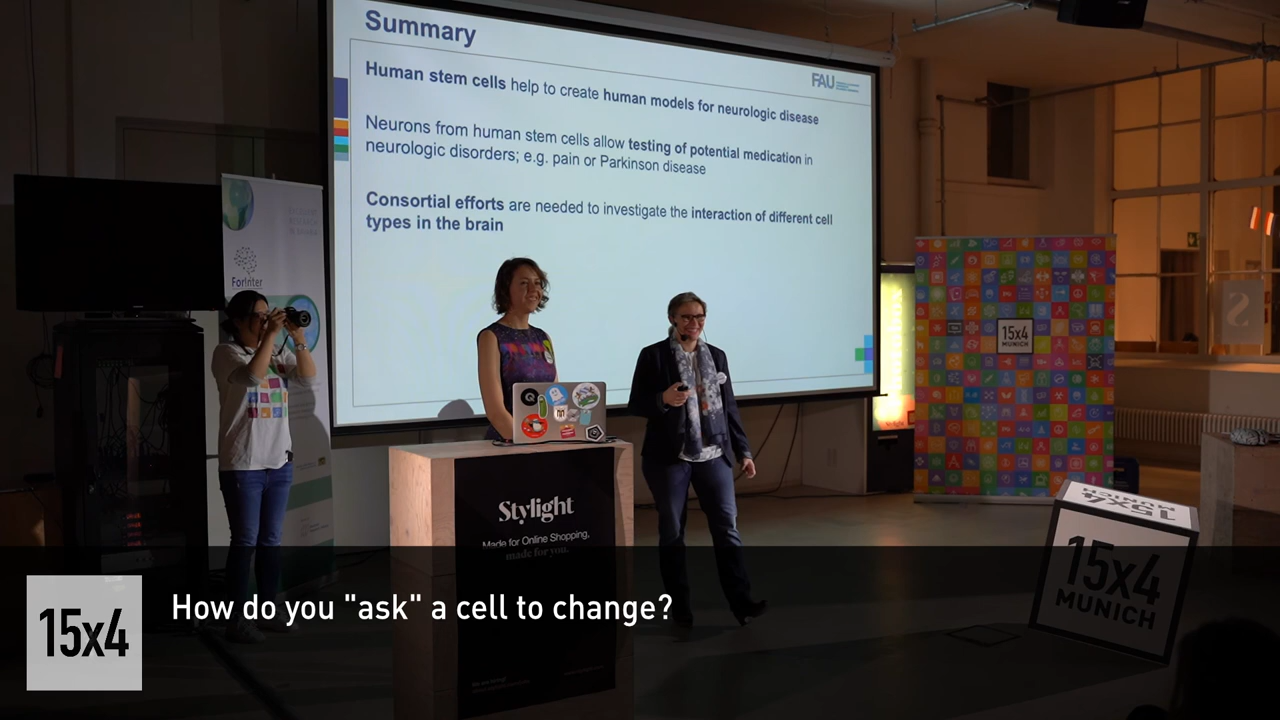 Summary
FAU
Human stem cells help to create human models for neurologic disease
Neurons from human stem cells allow testing of potential medication in
neurologic disorders; e.g. pain or Parkinson disease
Consortial efforts are needed to investigate the interaction of different cell
types in the brain
ForInter
15x4
MUNICH
Stylight
Made for Online Shopping,
made for you.
15x4
MUNICH
15x4
MUNICH
15x4
How do you "ask" a cell to change?